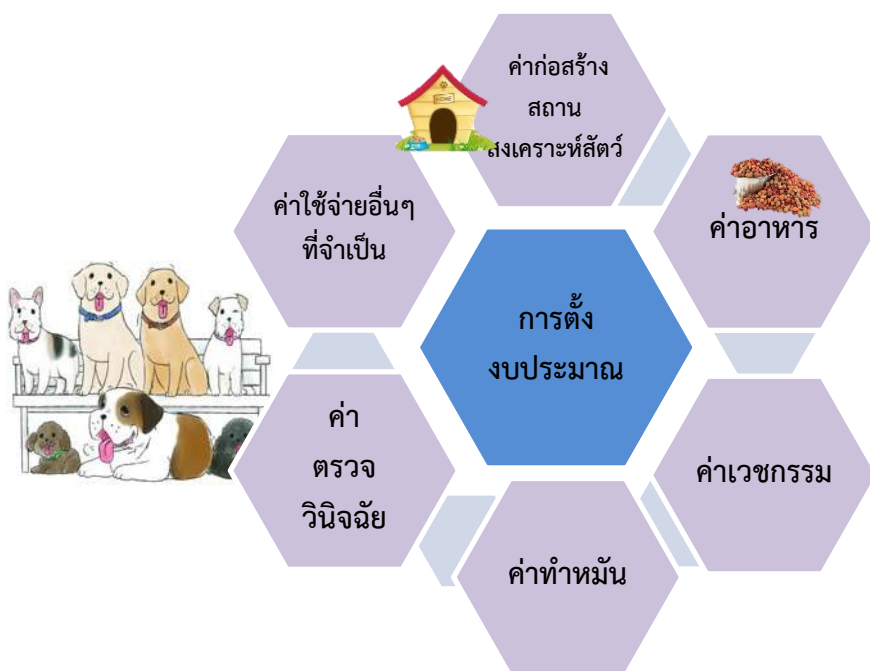 ค่าก่อสร้าง
สถาน
สงเคราะห์สัตว์
ค่าอาหาร
ค่าเวชกรรม
ค่าทำหมัน
ค่า
ตรวจ
วินิจฉัย
ค่าใช้จ่ายอื่นๆ
ที่จำเป็น
การตั้ง
งบประมาณ
HOME